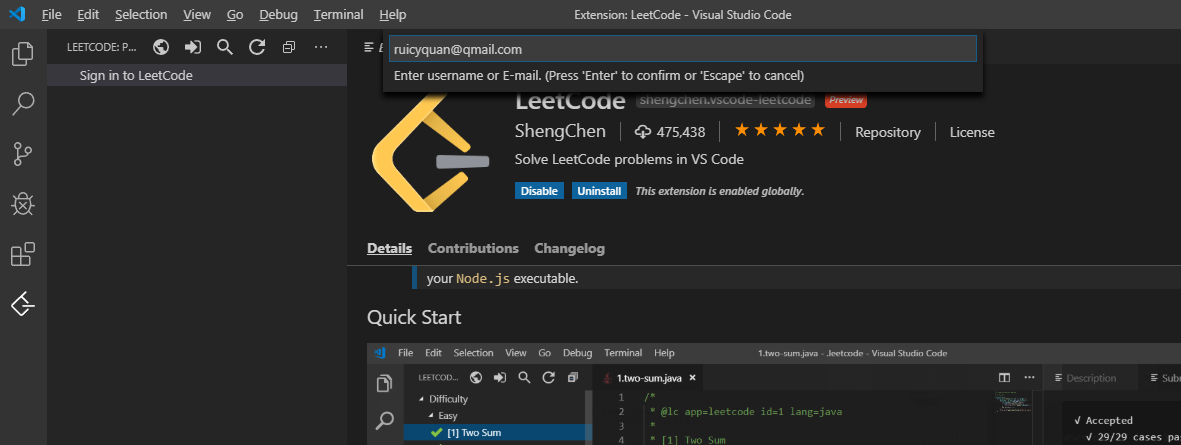 File Edit Selection View Go Debug Terminal Help Extension: LeetCode - Visual Studio Code
LEETCODE: P...
ruicyquan@qmail.com
Sign in to LeetCode
Enter username or E-mail. (Press 'Enter' to confirm or 'Escape' to cancel)
LeetCode shengchen.vscode-leetcode Preview
ShengChen 475,438 Repository License
Solve LeetCode problems in VS Code
Disable Uninstall This extension is enabled globally.
Details Contributions Changelog
your Node.js executable.
Quick Start
File Edit Selection View Go Debug Terminal Help 1.two-sum.java - leetcode - Visual Studio Code
LEETCOD... 1.two-sum.java Description Sub
Difficulty 1 /*
Easy 2 * @lc app=leetcode id=1 lang=java
[1] Two Sum 3 *
4 * [1] Two Sum
√ Accepted
√ 29/29 cases pa